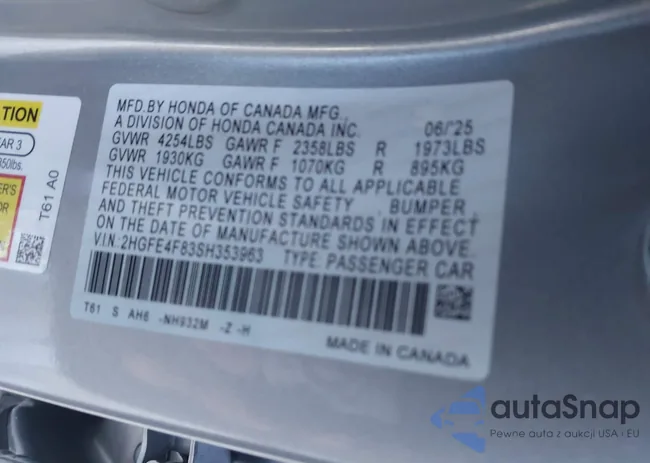 TION
AR 3
850lbs.
ER'S
OR
T61 A0
MFD.BY HONDA OF CANADA MFG.
A DIVISION OF HONDA CANADA INC. 06/'25
GVWR 4254LBS GAWR F 2358LBS R 1973LBS
GVWR 1930KG GAWR F 1070KG R 895KG
THIS VEHICLE CONFORMS TO ALL APPLICABLE
FEDERAL MOTOR VEHICLE SAFETY, BUMPER
AND THEFT PREVENTION STANDARDS IN EFFECT
ON THE DATE OF MANUFACTURE SHOWN ABOVE.
V.I.N.:2HGFE4F83SH353963 TYPE:PASSENGER CAR
T61 S AH6 -NH932M -Z -H
MADE IN CANADA
autaSnap
Pewne auta z aukcji USA i EU